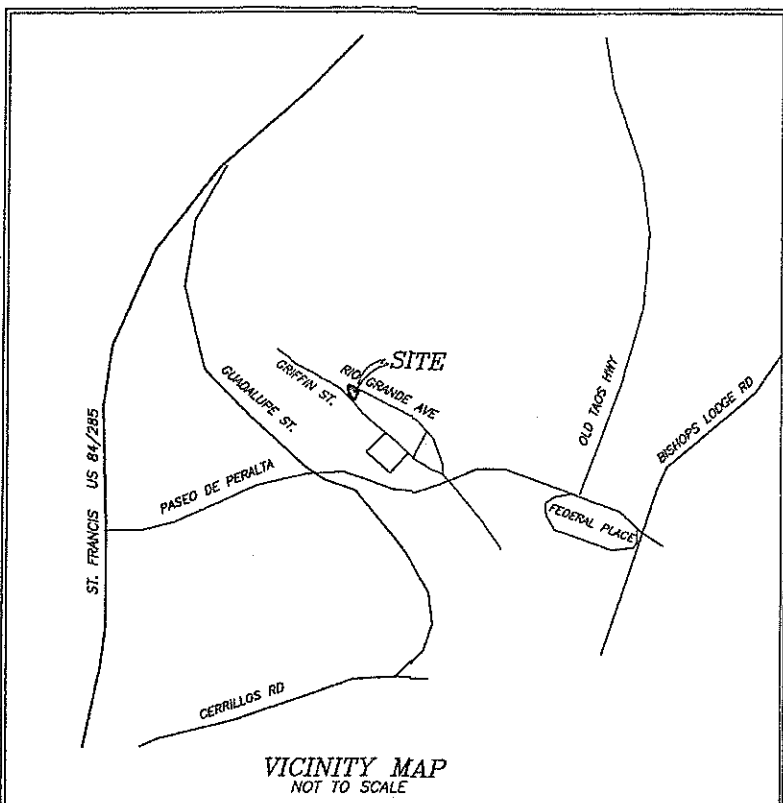 SITE
GRIFFIN ST.
RIO GRANDE AVE
GUADALUPE ST.
OLD TAOS HWY
BISHOPS LODGE RD
ST. FRANCIS US 84/285
PASEO DE PERALTA
FEDERAL PLACE
CERRILLOS RD
VICINITY MAP
NOT TO SCALE